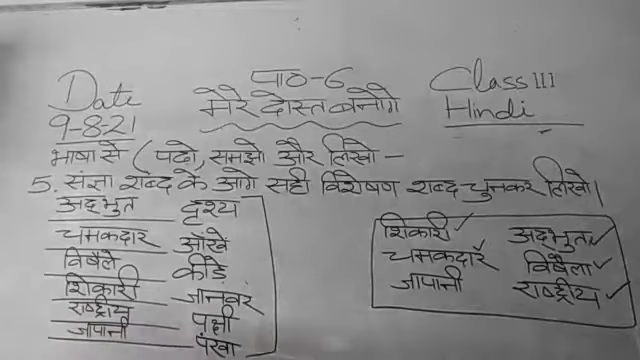 Date पाठ-6 Class III
9-8-21 मेरे दोस्त बनोगे Hindi
भाषा से (पढो, समझो और लिखो -
5. संज्ञा शब्द के आगे सही विशेषण शब्द चुनकर लिखो।
अद्भुत दृश्य
चमकदार आँखे
विषैले कीड़े
शिकारी जानवर
राष्ट्रीय पक्षी
जापानी पंखा
शिकारी ✓ अद्भुत ✓
चमकदार ✓ विषैला ✓
जापानी राष्ट्रीय ✓